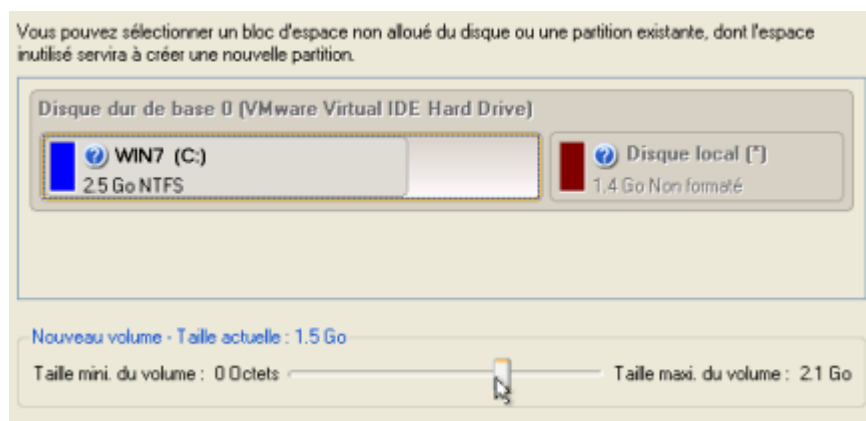 Vous pouvez sélectionner un bloc d'espace non alloué du disque ou une partition existante, dont l'espace
inutilisé servira à créer une nouvelle partition.
Disque dur de base 0 (VMware Virtual IDE Hard Drive)
WIN7 (C:)
2.5 Go NTFS
Disque local (*)
1.4 Go Non formaté
Nouveau volume - Taille actuelle : 1.5 Go
Taille mini. du volume : 0 Octets
Taille maxi. du volume : 2.1 Go